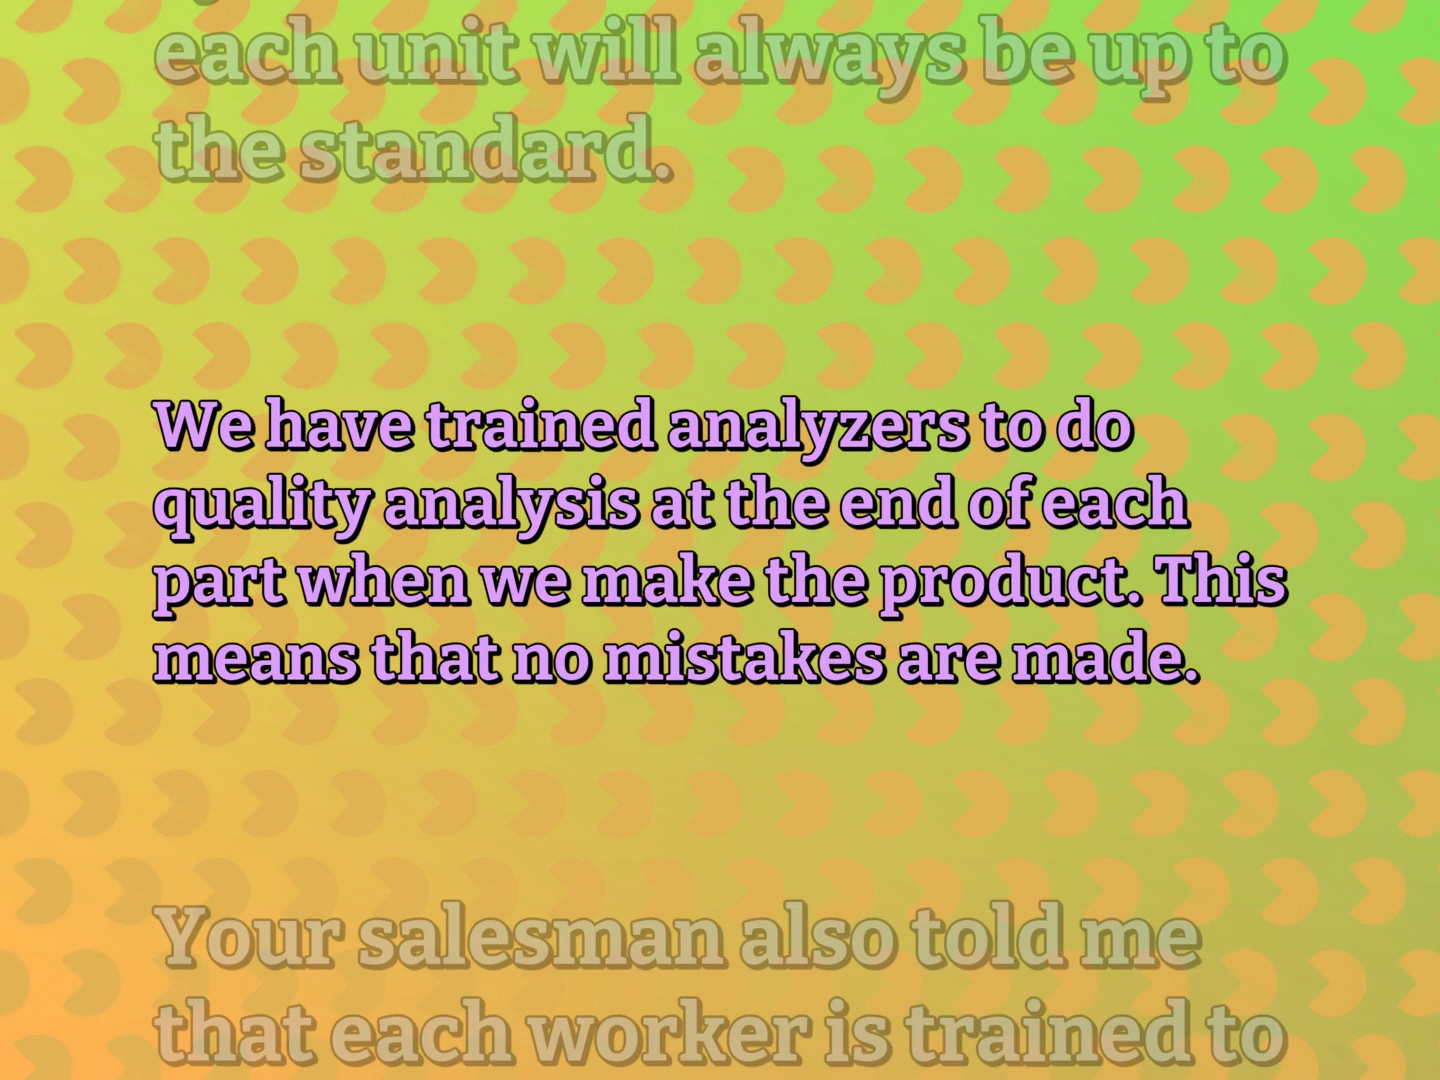 each unit will always be up to
the standard.
We have trained analyzers to do
quality analysis at the end of each
part when we make the product. This
means that no mistakes are made.
Your salesman also told me
that each worker is trained to